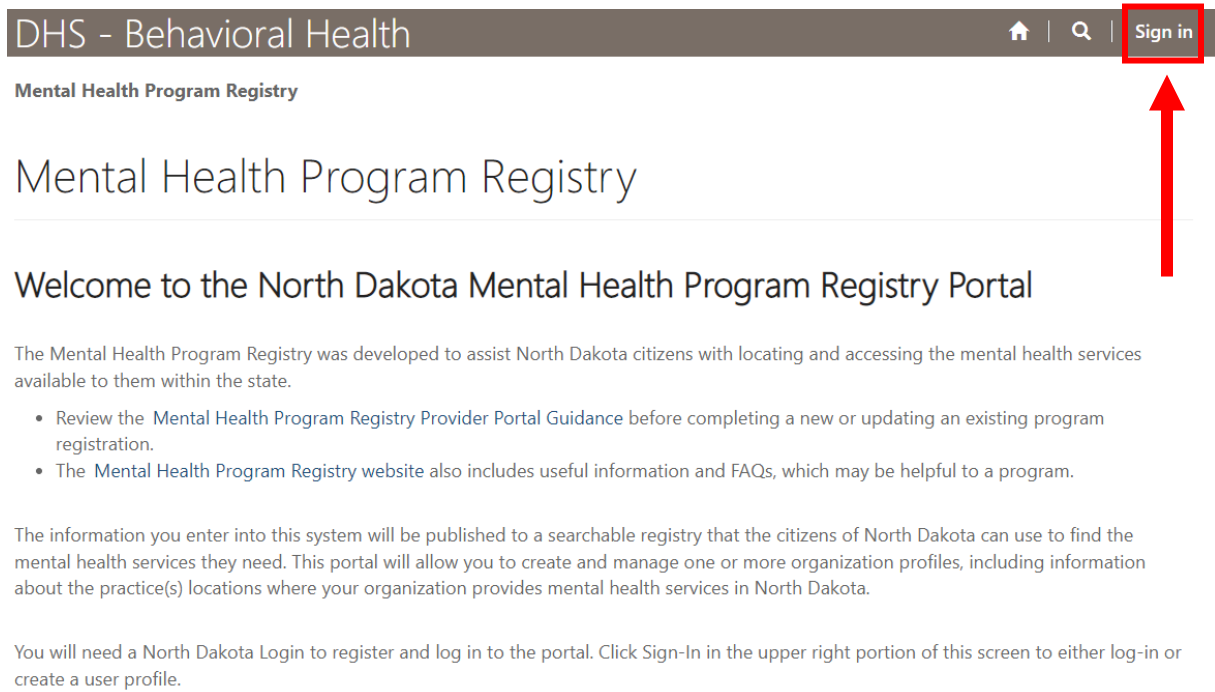 DHS - Behavioral Health
Sign in
Mental Health Program Registry
Mental Health Program Registry
Welcome to the North Dakota Mental Health Program Registry Portal
The Mental Health Program Registry was developed to assist North Dakota citizens with locating and accessing the mental health services
available to them within the state.
• Review the Mental Health Program Registry Provider Portal Guidance before completing a new or updating an existing program
registration.
• The Mental Health Program Registry website also includes useful information and FAQs, which may be helpful to a program.
The information you enter into this system will be published to a searchable registry that the citizens of North Dakota can use to find the
mental health services they need. This portal will allow you to create and manage one or more organization profiles, including information
about the practice(s) locations where your organization provides mental health services in North Dakota.
You will need a North Dakota Login to register and log in to the portal. Click Sign-In in the upper right portion of this screen to either log-in or
create a user profile.